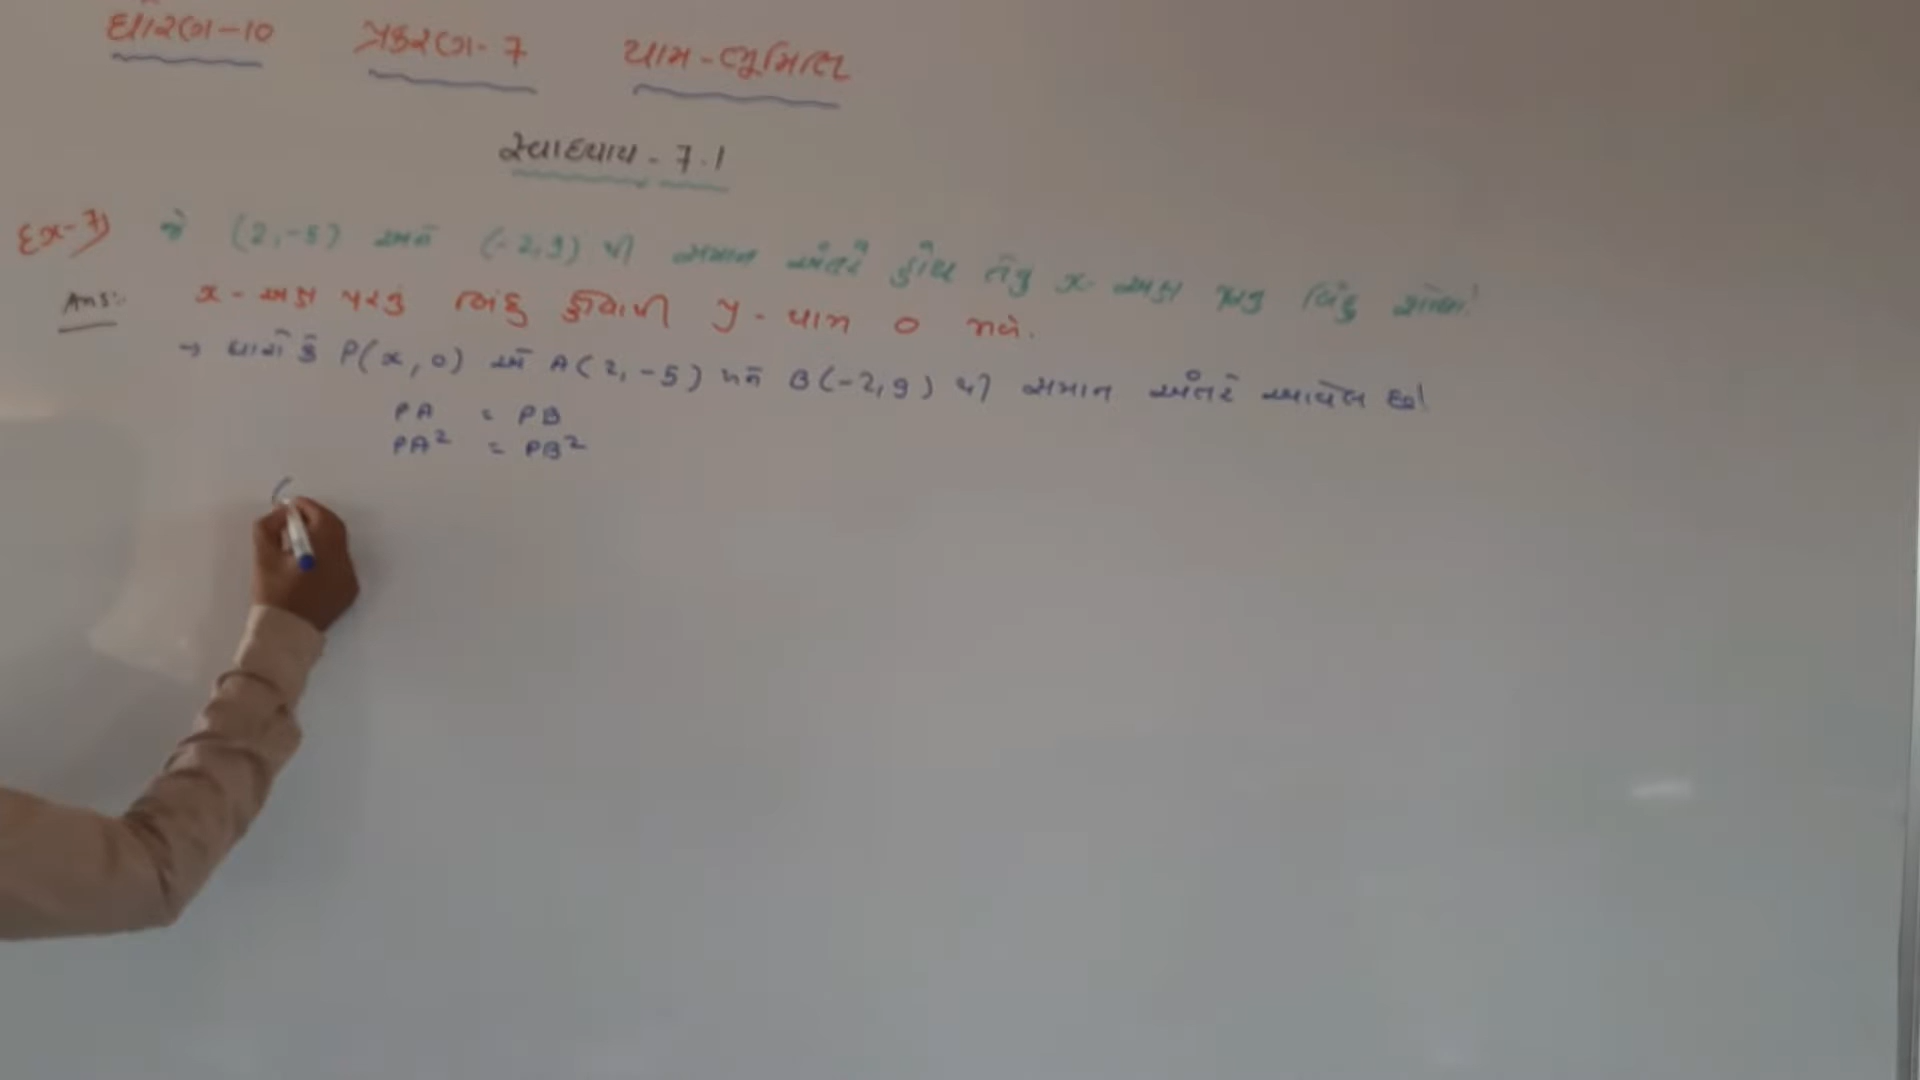 ધોરણ-10 પ્રકરણ-7 યામ-ભૂમિતિ
સ્વાધ્યાય-7.1
Ex-7) જે (2,-5) અને (-2,9) થી સમાન અંતરે હોય તેવું x-અક્ષ પરનું બિંદુ શોધો.
Ans:- x-અક્ષ પરનું બિંદુ હોવાથી y-યામ 0 મળે.
→ ધારો કે P(x,0) એ A(2,-5) અને B(-2,9) થી સમાન અંતરે આવેલ છે.
PA = PB
PA² = PB²
(